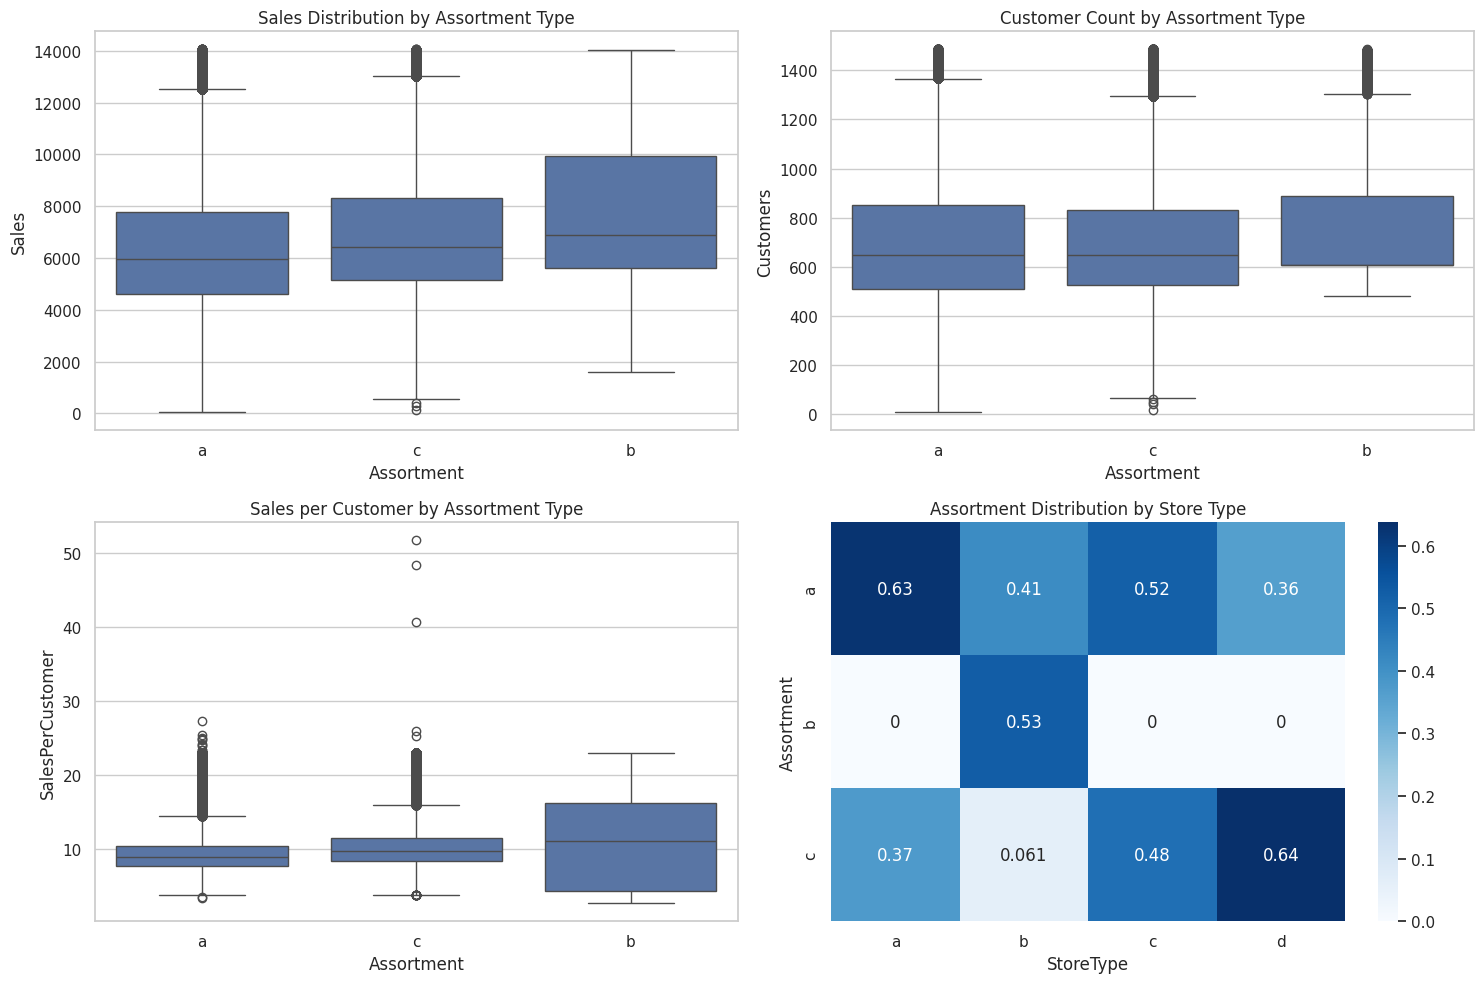 Sales Distribution by Assortment Type
14000
12000
10000
8000
6000
4000
2000
0
Sales
a c b
Assortment
Customer Count by Assortment Type
1400
1200
1000
800
600
400
200
0
Customers
a c b
Assortment
Sales per Customer by Assortment Type
50
40
30
20
10
SalesPerCustomer
a c b
Assortment
Assortment Distribution by Store Type
a
b
c
Assortment
0.63 0.41 0.52 0.36
0 0.53 0 0
0.37 0.061 0.48 0.64
a b c d
StoreType
0.6
0.5
0.4
0.3
0.2
0.1
0.0